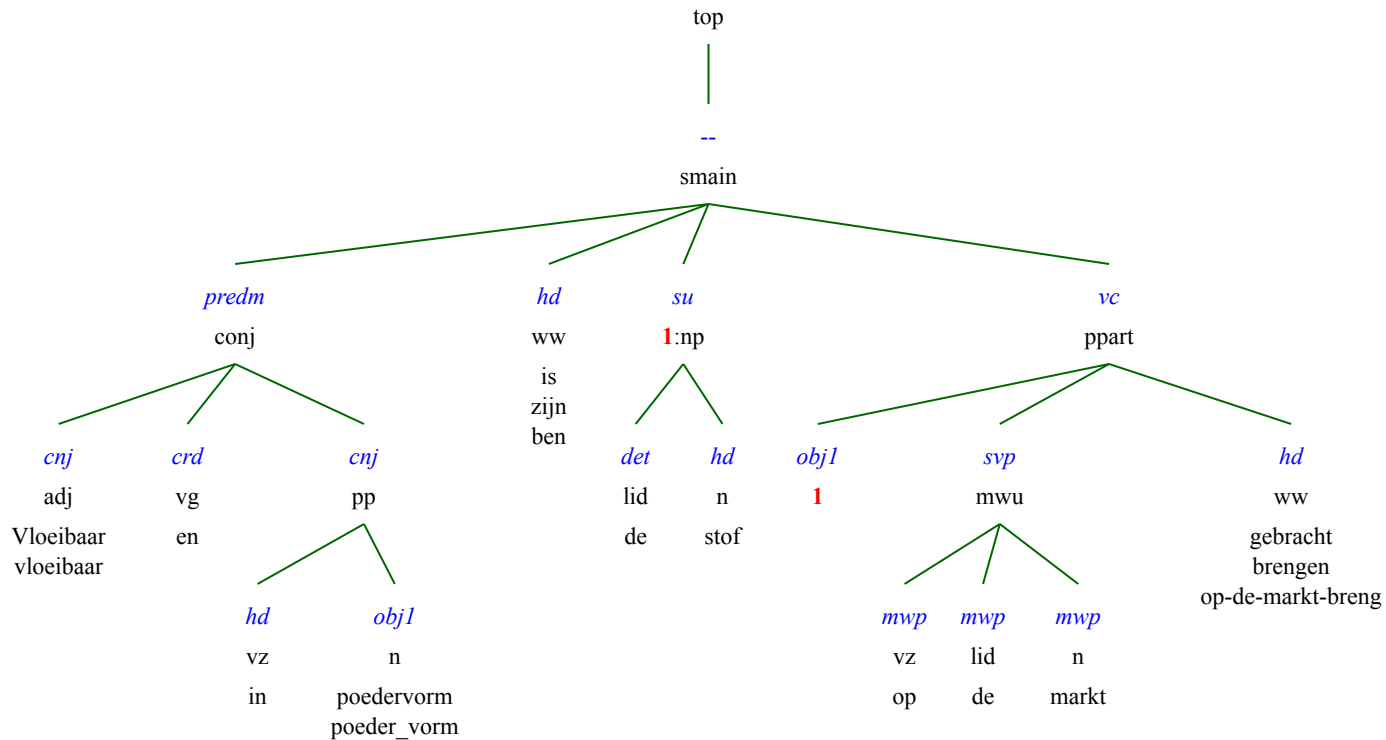 top
--
smain
predm hd su vc
conj ww 1:np ppart
is
zijn
ben
cnj crd cnj det hd obj1 svp hd
adj vg pp lid n 1 mwu ww
Vloeibaar en de stof gebracht
vloeibaar brengen
op-de-markt-breng
hd obj1 mwp mwp mwp
vz n vz lid n
in poedervorm op de markt
poeder_vorm